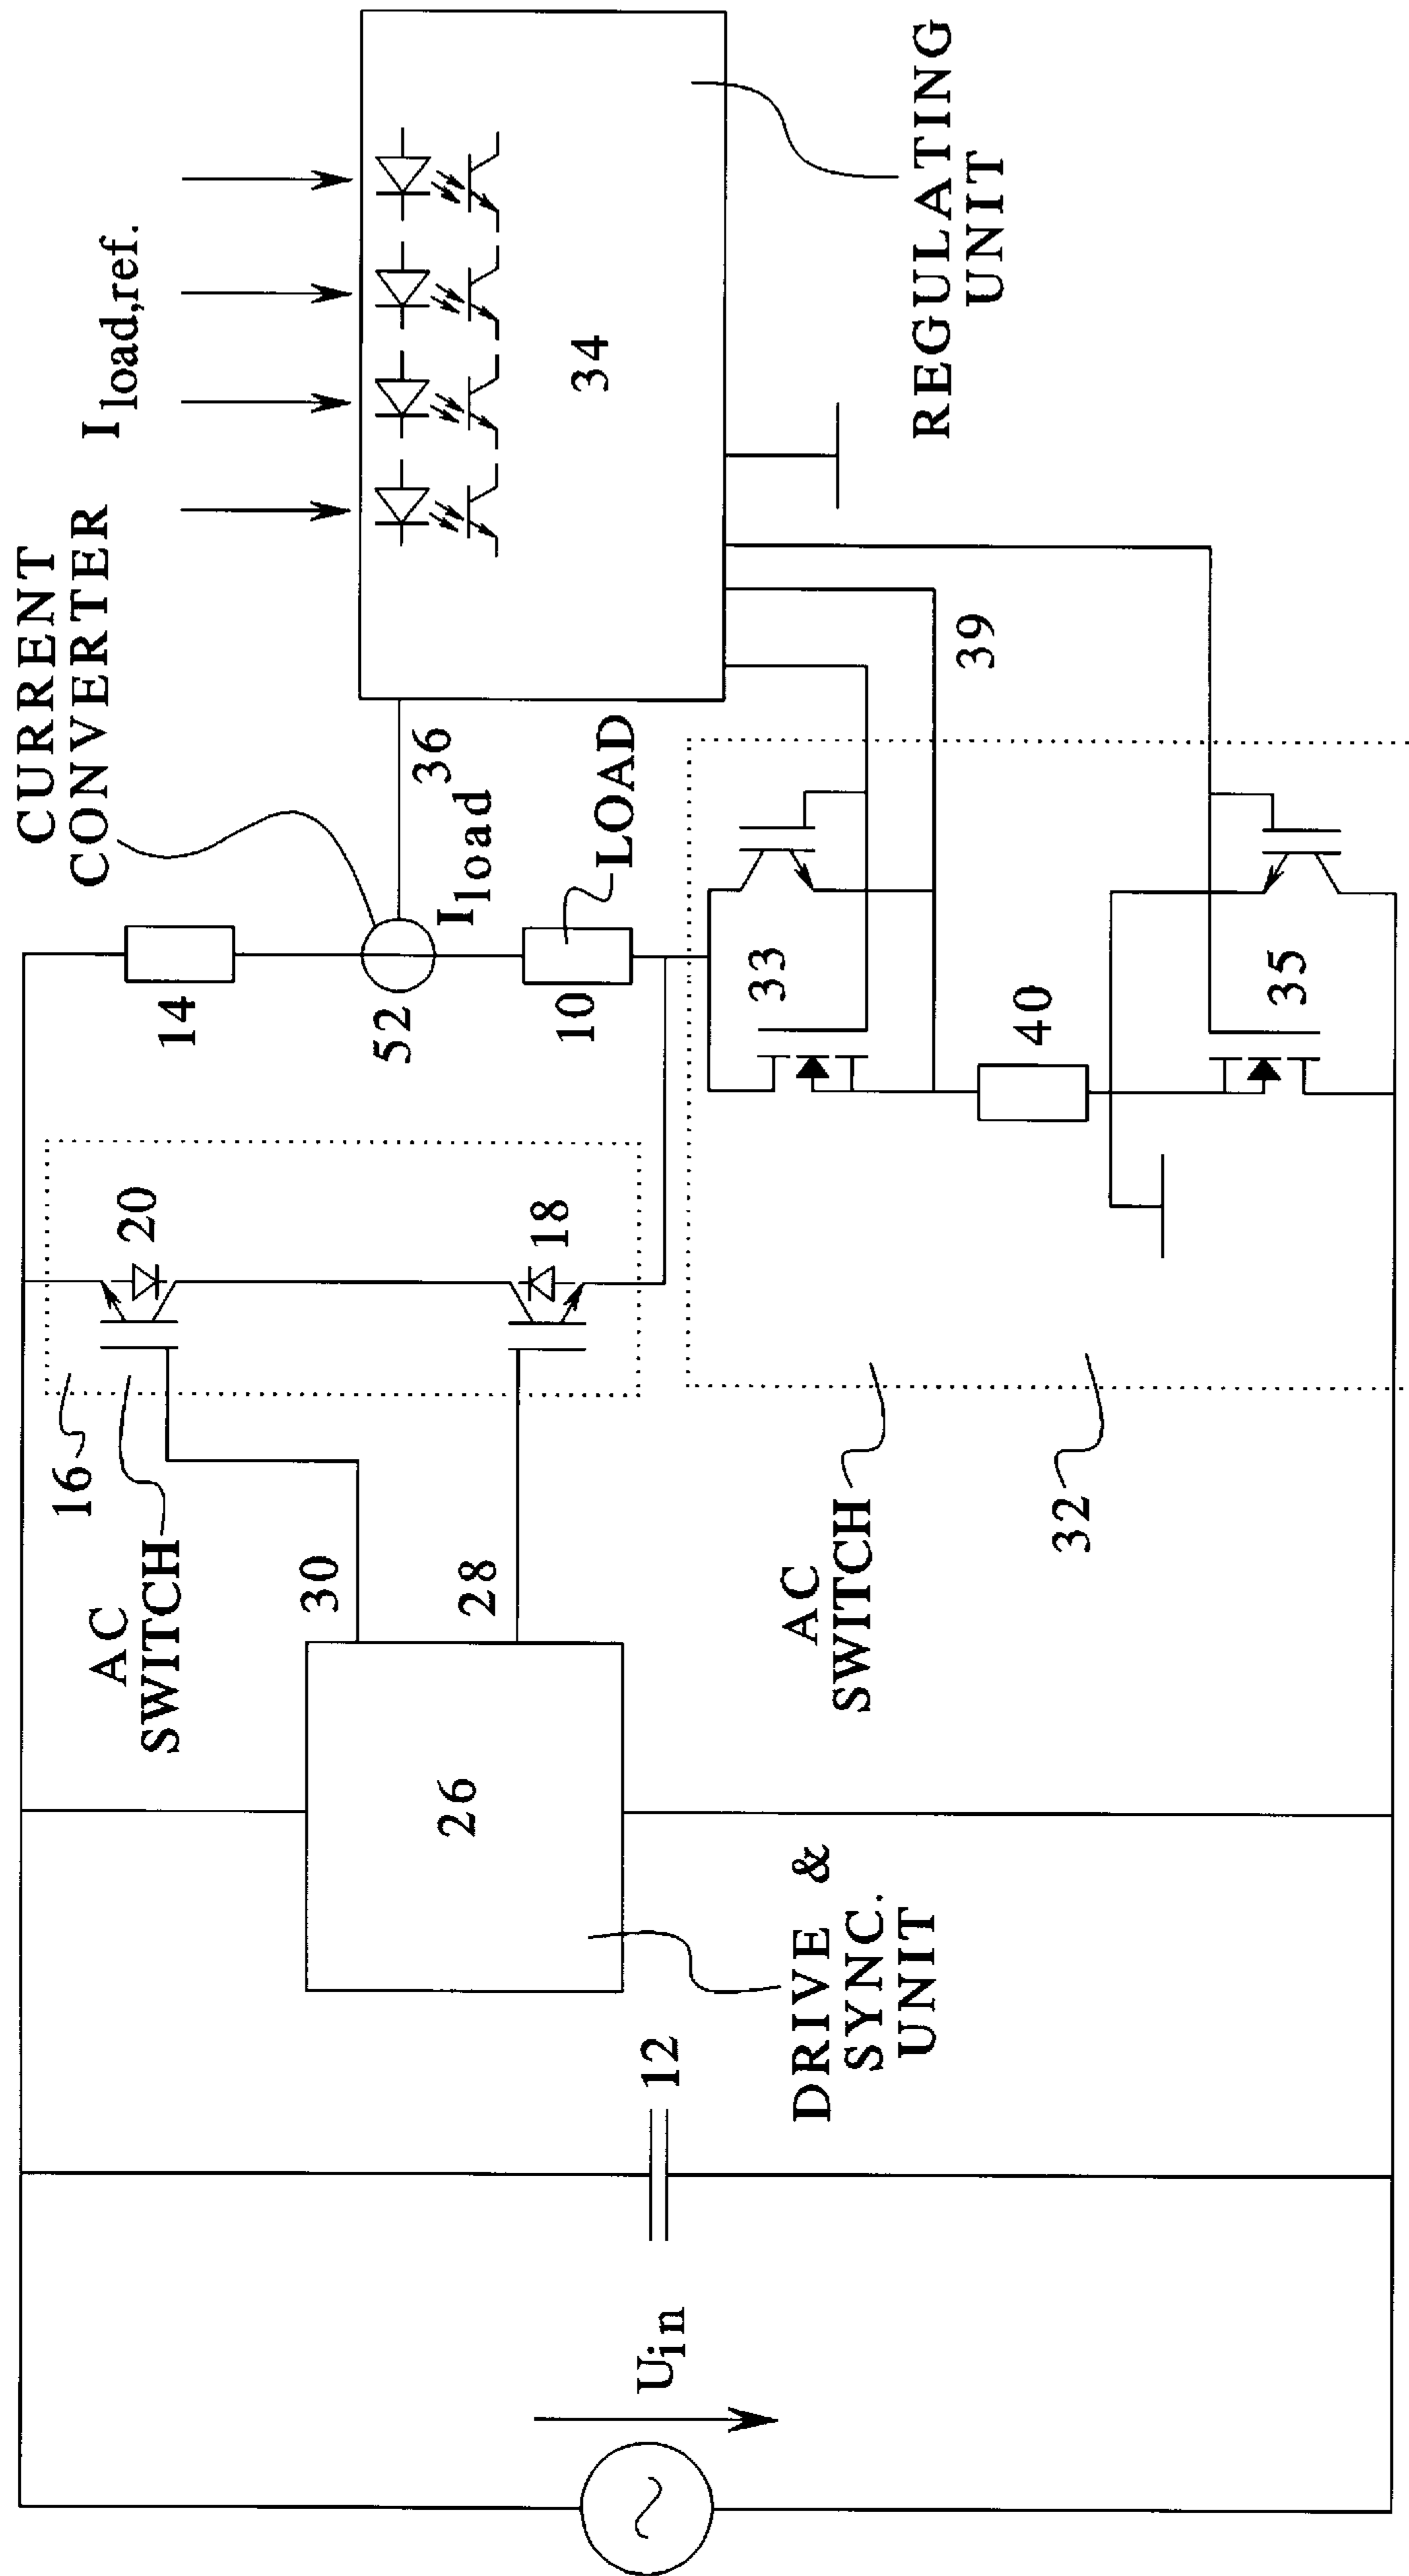 CURRENT
CONVERTER
I load,ref.
14
52
36
I load
10
LOAD
34
REGULATING
UNIT
16
AC
SWITCH
20
18
30
28
26
DRIVE &
SYNC.
UNIT
12
Uin
33
39
40
35
AC
SWITCH
32